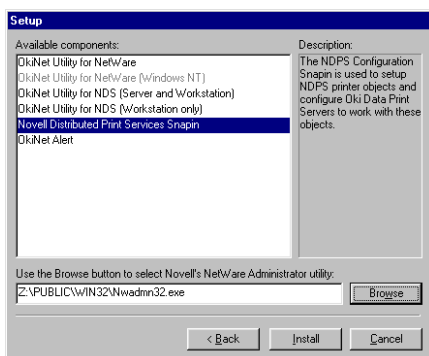 Setup
Available components:
OkiNet Utility for NetWare
OkiNet Utility for NetWare (Windows NT)
OkiNet Utility for NDS (Server and Workstation)
OkiNet Utility for NDS (Workstation only)
Novell Distributed Print Services Snapin
OkiNet Alert
Description:
The NDPS Configuration
Snapin is used to setup
NDPS printer objects and
configure Oki Data Print
Servers to work with these
objects.
Use the Browse button to select Novell's NetWare Administrator utility:
Z:\PUBLIC\WIN32\Nwadmn32.exe
Browse
< Back
Install
Cancel